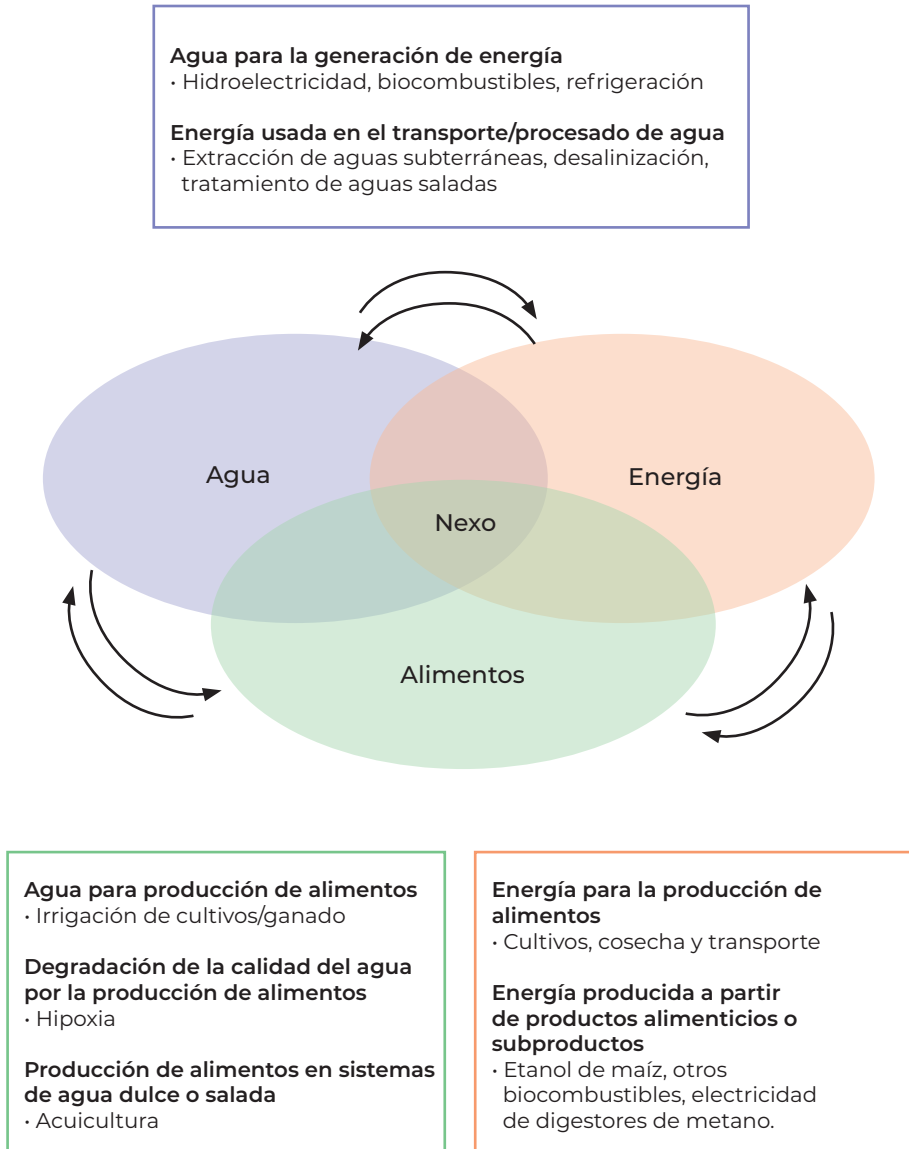 Agua para la generación de energía
· Hidroelectricidad, biocombustibles, refrigeración
Energía usada en el transporte/procesado de agua
· Extracción de aguas subterráneas, desalinización,
tratamiento de aguas saladas
Agua
Energía
Nexo
Alimentos
Agua para producción de alimentos
· Irrigación de cultivos/ganado
Degradación de la calidad del agua
por la producción de alimentos
· Hipoxia
Producción de alimentos en sistemas
de agua dulce o salada
· Acuicultura
Energía para la producción de
alimentos
· Cultivos, cosecha y transporte
Energía producida a partir
de productos alimenticios o
subproductos
· Etanol de maíz, otros
biocombustibles, electricidad
de digestores de metano.